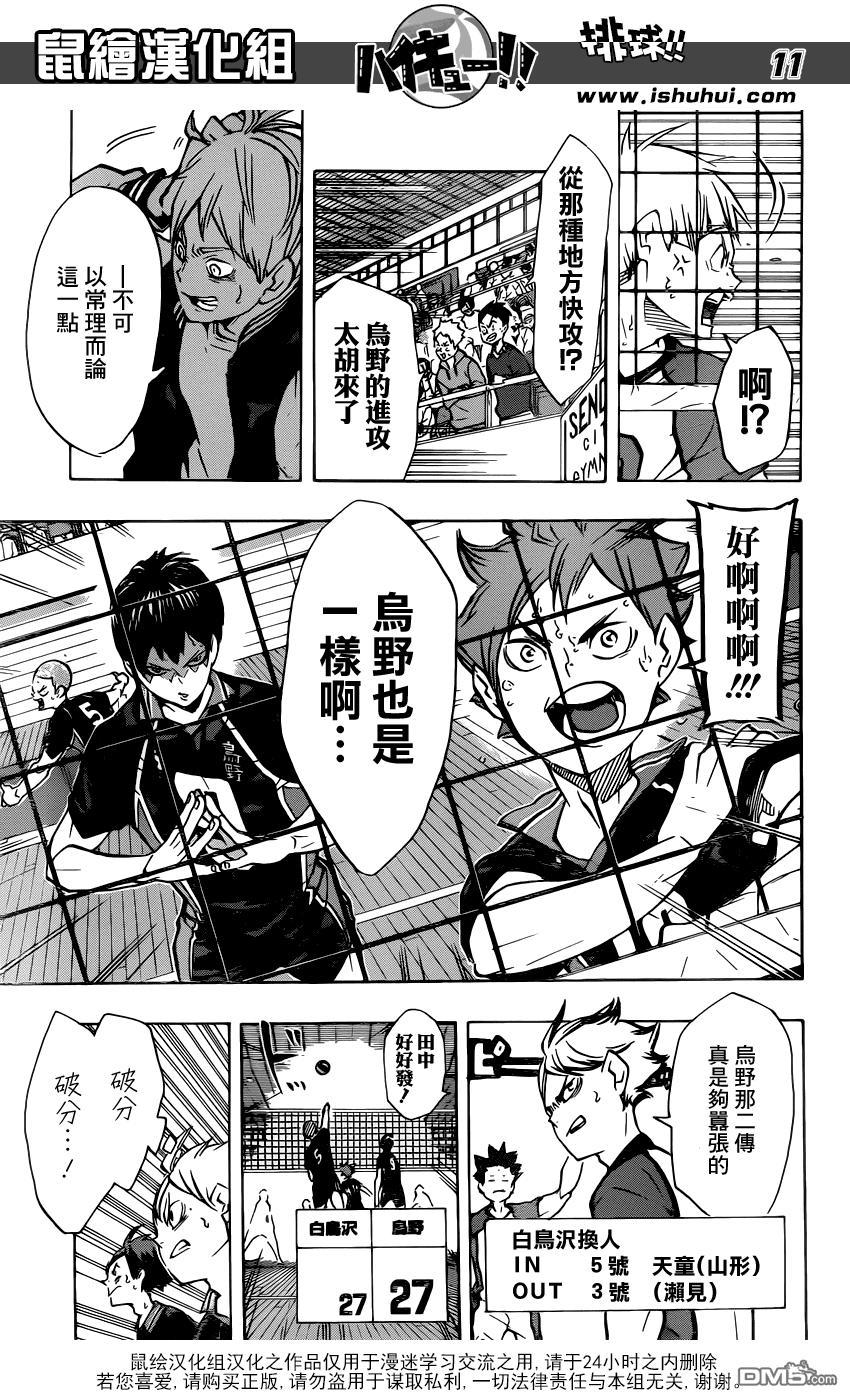 鼠繪漢化組
ハイキュー!!
排球!!
11
www.ishuhui.com
啊!?
從那種地方快攻!?
烏野的進攻
太胡來了
SEND
CIT
GYMN
—不可
以常理而論
這一點
好啊啊啊!!!
烏野也是
一樣啊…
5
烏野
烏野那二傳
真是夠囂張的
白鳥沢換人
IN 5號 天童(山形)
OUT 3號 (瀨見)
田中
好好發!
5
9
白鳥沢
烏野
27
27
破分
破分…!
鼠绘汉化组汉化之作品仅用于漫迷学习交流之用, 请于24小时之内删除
若您喜爱, 请购买正版, 请勿盗用于谋取私利, 一切法律责任与本组无关, 谢谢。
DM5.com